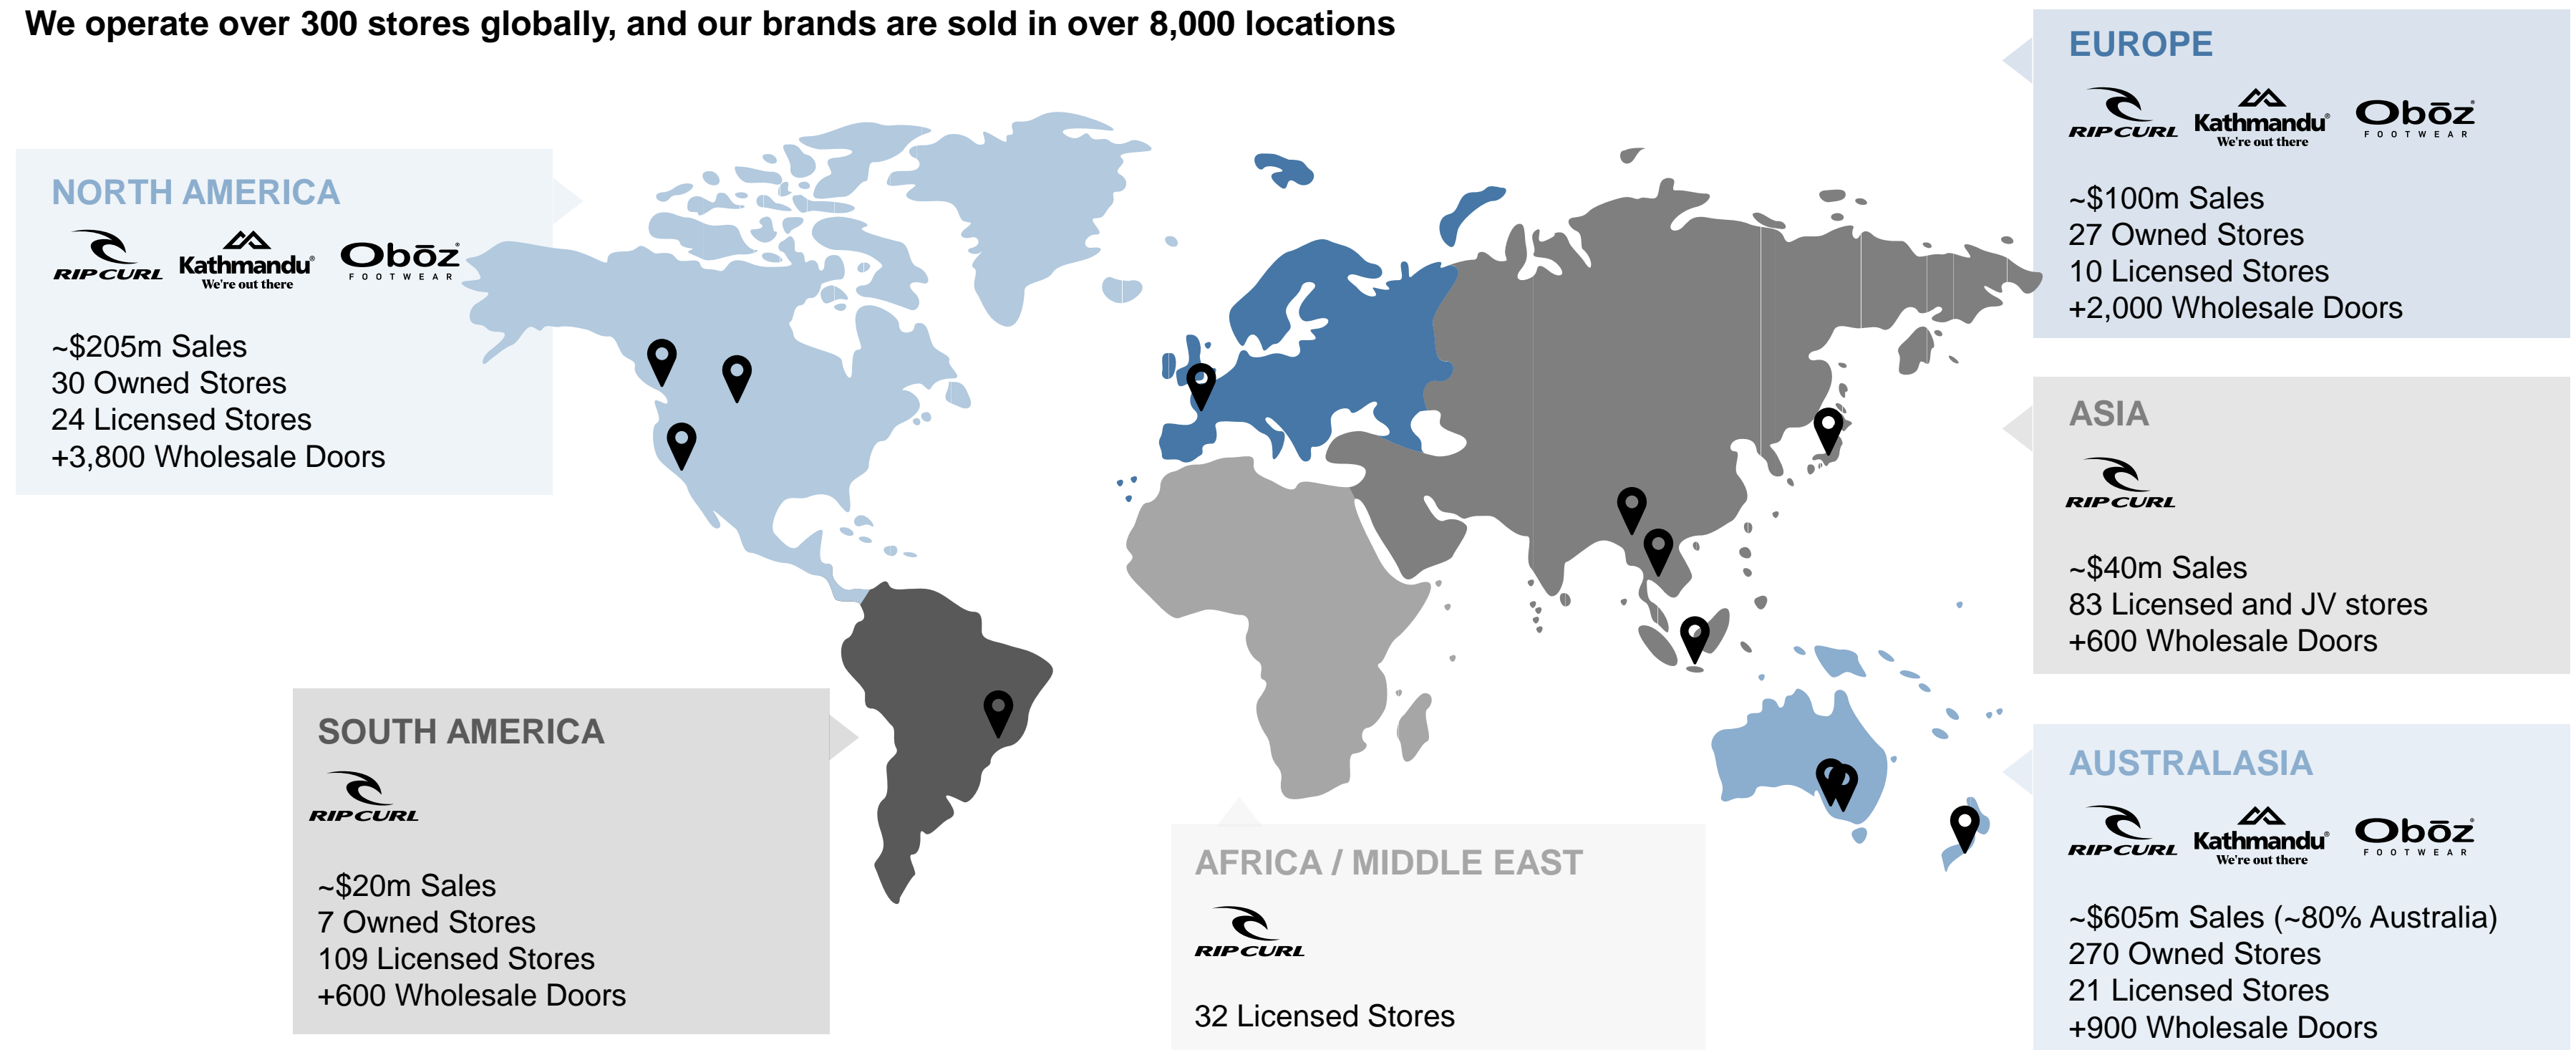 We operate over 300 stores globally, and our brands are sold in over 8,000 locations
NORTH AMERICA
RIP CURL
Kathmandu®
We're out there
Obōz®
FOOTWEAR
~$205m Sales
30 Owned Stores
24 Licensed Stores
+3,800 Wholesale Doors
SOUTH AMERICA
RIP CURL
~$20m Sales
7 Owned Stores
109 Licensed Stores
+600 Wholesale Doors
AFRICA / MIDDLE EAST
RIP CURL
32 Licensed Stores
EUROPE
RIP CURL
Kathmandu®
We're out there
Obōz®
FOOTWEAR
~$100m Sales
27 Owned Stores
10 Licensed Stores
+2,000 Wholesale Doors
ASIA
RIP CURL
~$40m Sales
83 Licensed and JV stores
+600 Wholesale Doors
AUSTRALASIA
RIP CURL
Kathmandu®
We're out there
Obōz®
FOOTWEAR
~$605m Sales (~80% Australia)
270 Owned Stores
21 Licensed Stores
+900 Wholesale Doors